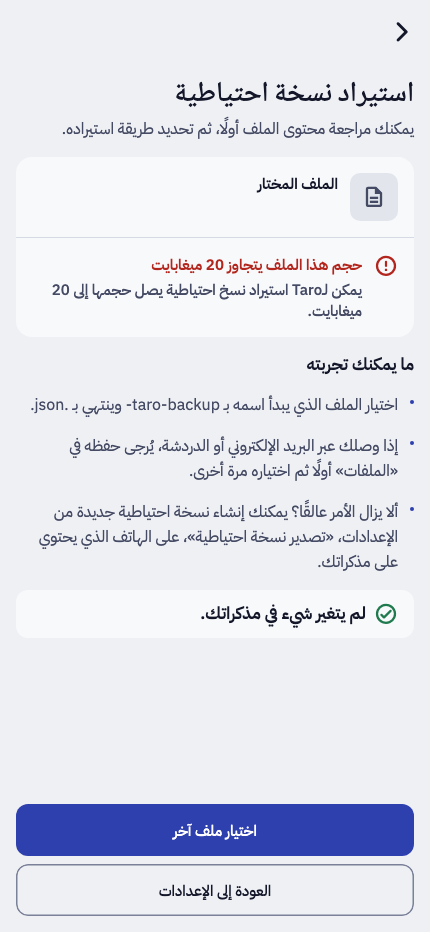 استيراد نسخة احتياطية
يمكنك مراجعة محتوى الملف أولًا، ثم تحديد طريقة استيراده.
الملف المختار
حجم هذا الملف يتجاوز 20 ميغابايت
يمكن لـTaro استيراد نسخ احتياطية يصل حجمها إلى 20
ميغابايت.
ما يمكنك تجربته
• اختيار الملف الذي يبدأ اسمه بـ taro-backup- وينتهي بـ .json.
• إذا وصلك عبر البريد الإلكتروني أو الدردشة، يُرجى حفظه في
«الملفات» أولًا ثم اختياره مرة أخرى.
• ألا يزال الأمر عالقًا؟ يمكنك إنشاء نسخة احتياطية جديدة من
الإعدادات، «تصدير نسخة احتياطية»، على الهاتف الذي يحتوي
على مذكراتك.
لم يتغير شيء في مذكراتك.
اختيار ملف آخر
العودة إلى الإعدادات